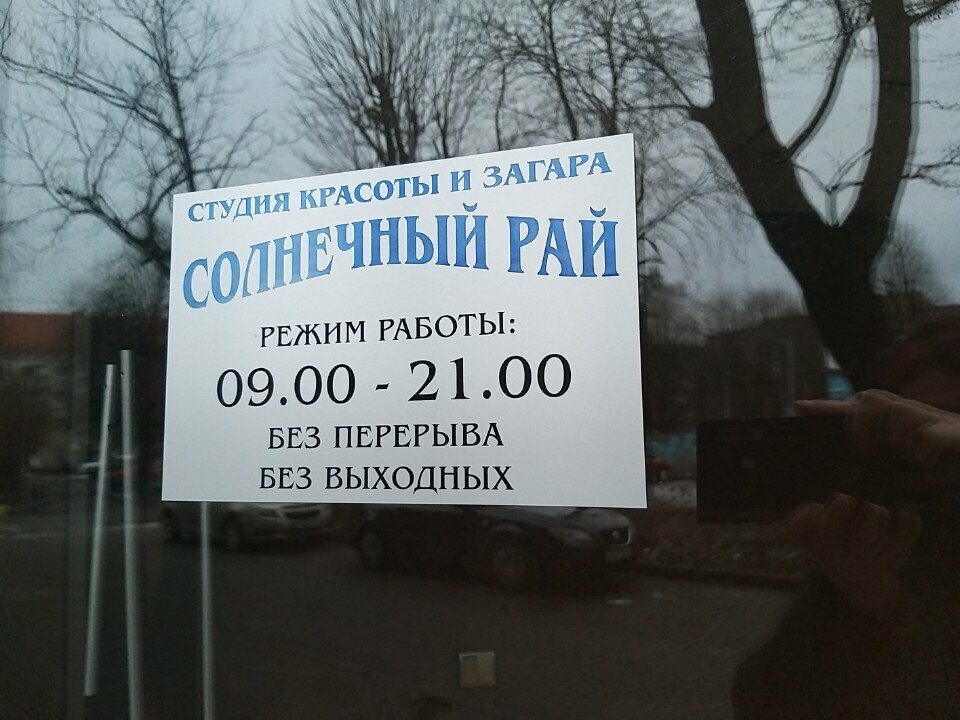 СТУДИЯ КРАСОТЫ И ЗАГАРА
СОЛНЕЧНЫЙ РАЙ
РЕЖИМ РАБОТЫ:
09.00 - 21.00
БЕЗ ПЕРЕРЫВА
БЕЗ ВЫХОДНЫХ